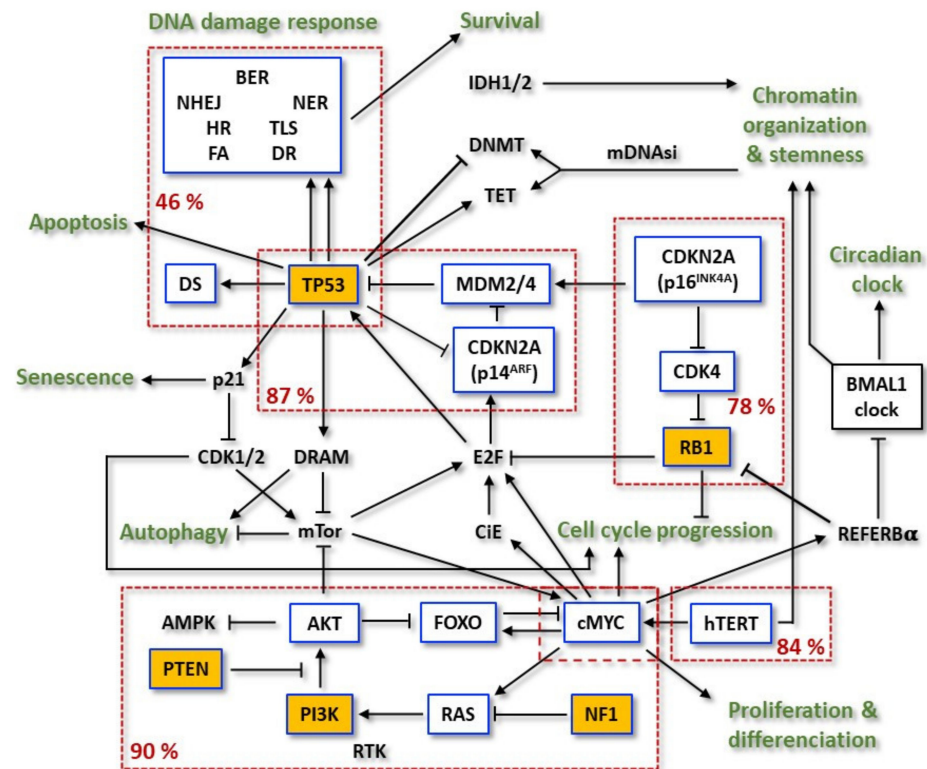 DNA damage response
Survival
BER
NHEJ NER
HR TLS
FA DR
46 %
IDH1/2
Chromatin
organization
& stemness
DNMT
mDNAsi
TET
Apoptosis
DS
TP53
MDM2/4
CDKN2A
(p16INK4A)
Circadian
clock
CDKN2A
(p14ARF)
CDK4
BMAL1
clock
Senescence
p21
87 %
78 %
RB1
CDK1/2
DRAM
E2F
Autophagy
mTor
CiE
Cell cycle progression
REFERBα
AMPK
AKT
FOXO
cMYC
hTERT
84 %
PTEN
PI3K
RAS
NF1
RTK
90 %
Proliferation &
differenciation